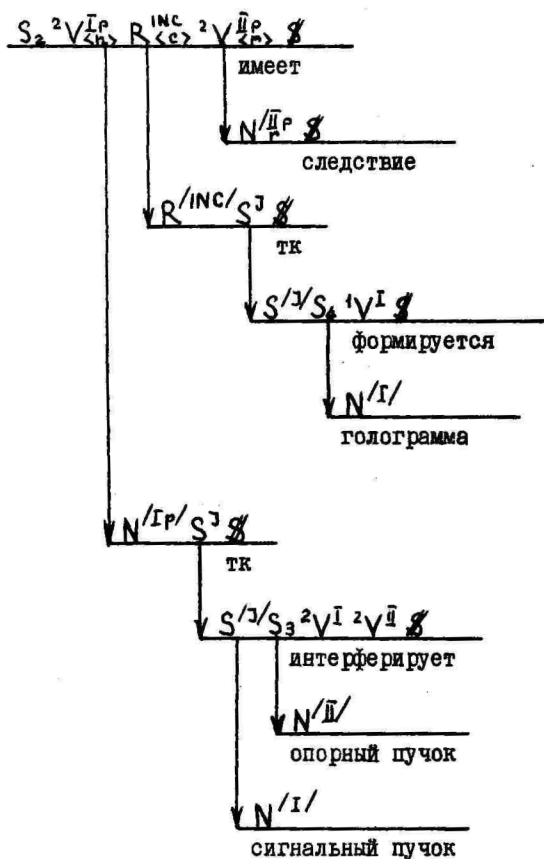 S₂ ²V^{Ip}_{<n>} R^{INC}_{<c>} ²V^{IIp}_{<r>} $
имеет
N^{/IIp}_{r} $
следствие
R^{/INC/} S^J $
тк
S^{/J/} S₄ ¹V^I $
формируется
N^{/I/}
голограмма
N^{/Ip/} S^J $
тк
S^{/J/} S₃ ²V^I ²V^{II} $
интерферирует
N^{/II/}
опорный пучок
N^{/I/}
сигнальный пучок